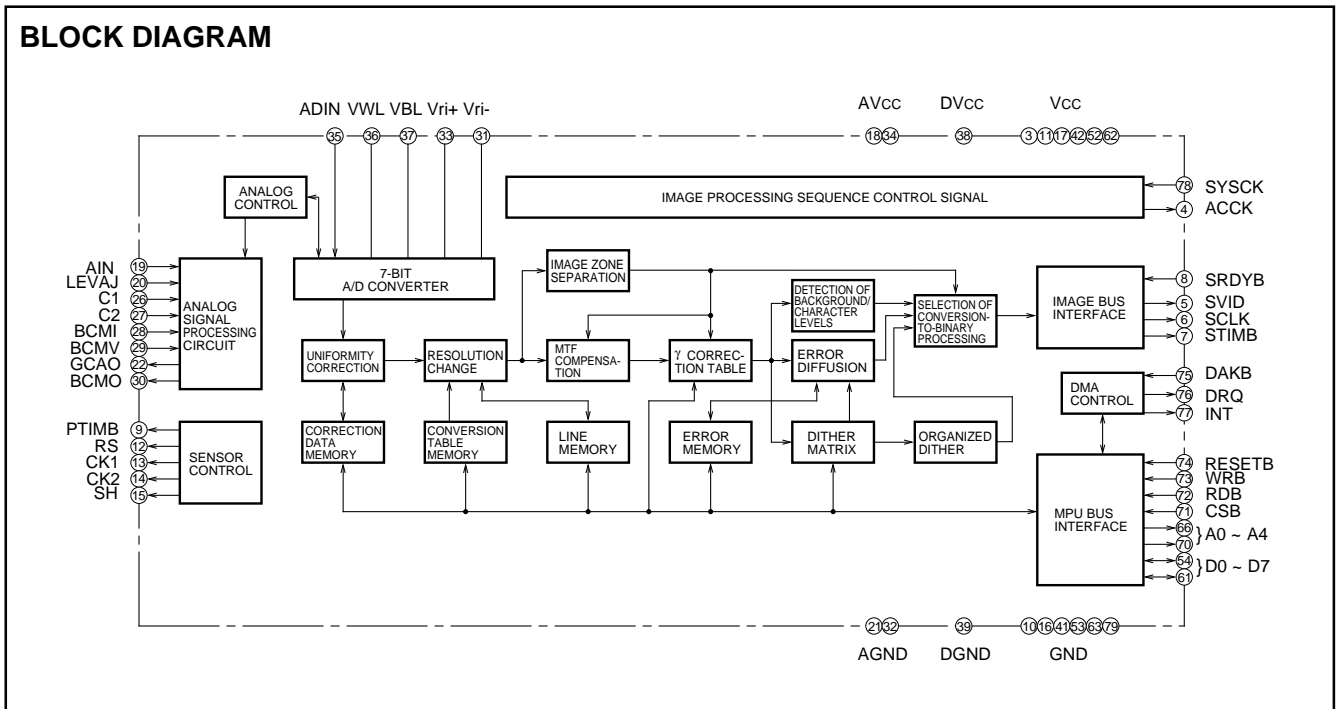 BLOCK DIAGRAM
ADIN VWL VBL Vri+ Vri-
AVCC DVCC VCC
35 36 37 33 31
18 34 38 3 11 17 42 52 62
ANALOG
CONTROL
IMAGE PROCESSING SEQUENCE CONTROL SIGNAL
78 SYSCK
4 ACCK
AIN 19
LEVAJ 20
C1 26
C2 27
BCMI 28
BCMV 29
GCAO 22
BCMO 30
ANALOG
SIGNAL
PROCESSING
CIRCUIT
7-BIT
A/D CONVERTER
IMAGE ZONE
SEPARATION
DETECTION OF
BACKGROUND/
CHARACTER
LEVELS
SELECTION OF
CONVERSION-
TO-BINARY
PROCESSING
IMAGE BUS
INTERFACE
8 SRDYB
5 SVID
6 SCLK
7 STIMB
UNIFORMITY
CORRECTION
RESOLUTION
CHANGE
MTF
COMPENSA-
TION
γ CORREC-
TION TABLE
ERROR
DIFFUSION
DMA
CONTROL
75 DAKB
76 DRQ
77 INT
PTIMB 9
RS 12
CK1 13
CK2 14
SH 15
SENSOR
CONTROL
CORRECTION
DATA
MEMORY
CONVERSION
TABLE
MEMORY
LINE
MEMORY
ERROR
MEMORY
DITHER
MATRIX
ORGANIZED
DITHER
MPU BUS
INTERFACE
74 RESETB
73 WRB
72 RDB
71 CSB
66
70 } A0 ~ A4
54
61 } D0 ~ D7
21 32 39 10 16 41 53 63 79
AGND DGND GND